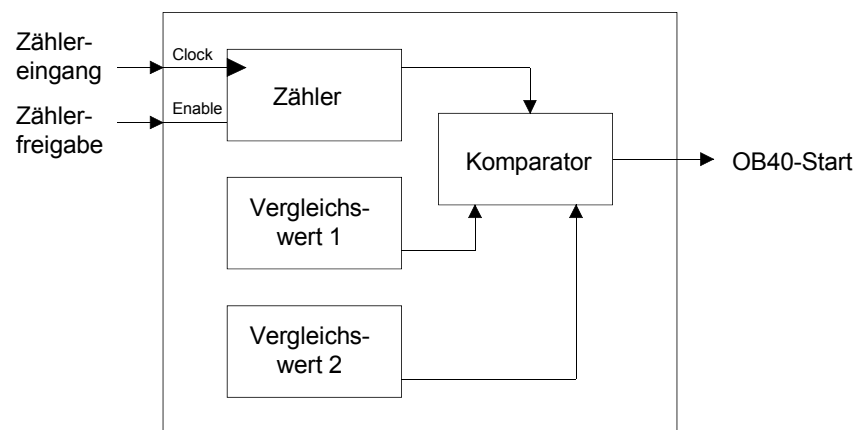 Zähler-
eingang
Clock
Zähler-
freigabe
Enable
Zähler
Komparator
OB40-Start
Vergleichs-
wert 1
Vergleichs-
wert 2